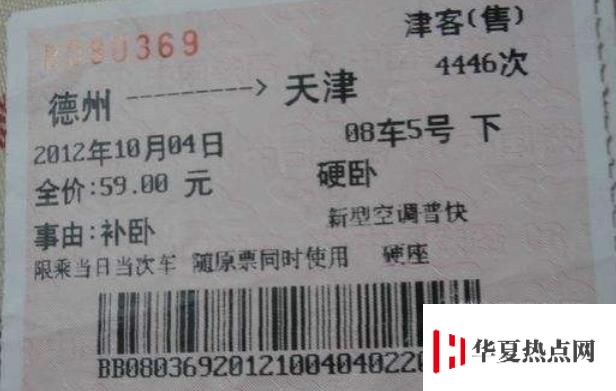 080369
津客(售)
4446次
德州 ----------> 天津
2012年10月04日
08车5号 下
全价:59.00 元
硬卧
新型空调普快
事由:补卧
限乘当日当次车 随原票同时使用 硬座
BB08036920121004040220
华夏热点网